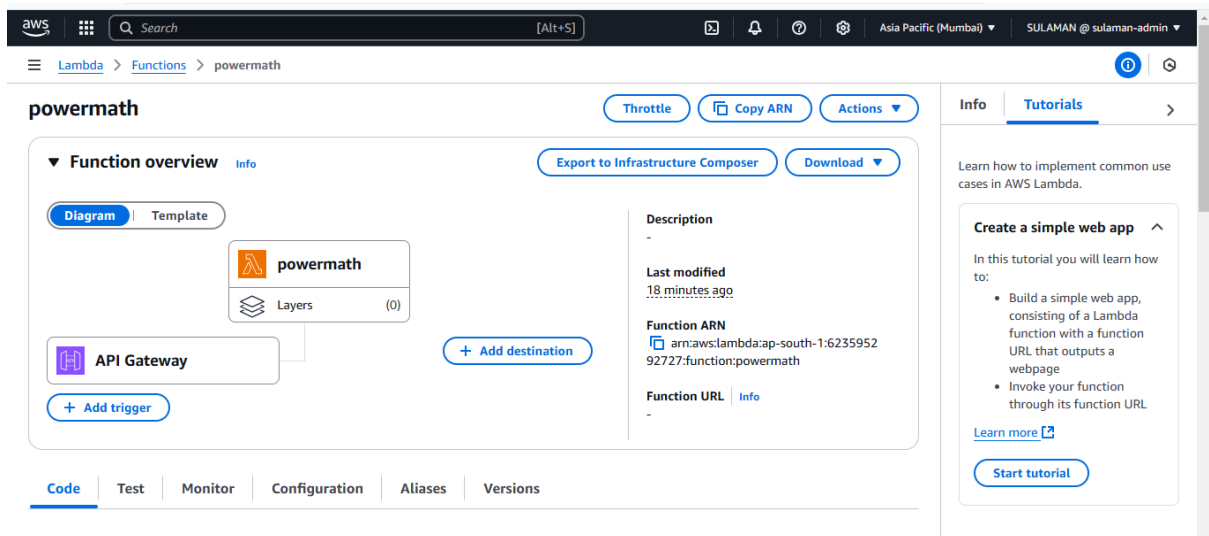 aws
Search [Alt+S]
Asia Pacific (Mumbai) ▼
SULAMAN @ sulaman-admin ▼
Lambda > Functions > powermath
powermath
Throttle
Copy ARN
Actions ▼
▼ Function overview Info
Export to Infrastructure Composer
Download ▼
Diagram
Template
powermath
Layers (0)
API Gateway
+ Add trigger
+ Add destination
Description
-
Last modified
18 minutes ago
Function ARN
arn:aws:lambda:ap-south-1:6235952
92727:function:powermath
Function URL Info
-
Code
Test
Monitor
Configuration
Aliases
Versions
Info
Tutorials
Learn how to implement common use
cases in AWS Lambda.
Create a simple web app
In this tutorial you will learn how
to:
• Build a simple web app,
consisting of a Lambda
function with a function
URL that outputs a
webpage
• Invoke your function
through its function URL
Learn more
Start tutorial